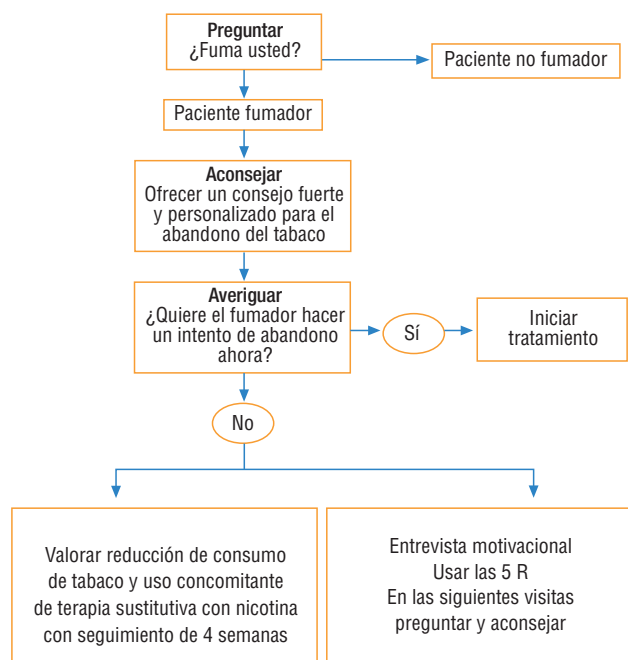 Preguntar
¿Fuma usted?
Paciente no fumador
Paciente fumador
Aconsejar
Ofrecer un consejo fuerte
y personalizado para el
abandono del tabaco
Averiguar
¿Quiere el fumador hacer
un intento de abandono
ahora?
Sí
Iniciar
tratamiento
No
Valorar reducción de consumo
de tabaco y uso concomitante
de terapia sustitutiva con nicotina
con seguimiento de 4 semanas
Entrevista motivacional
Usar las 5 R
En las siguientes visitas
preguntar y aconsejar